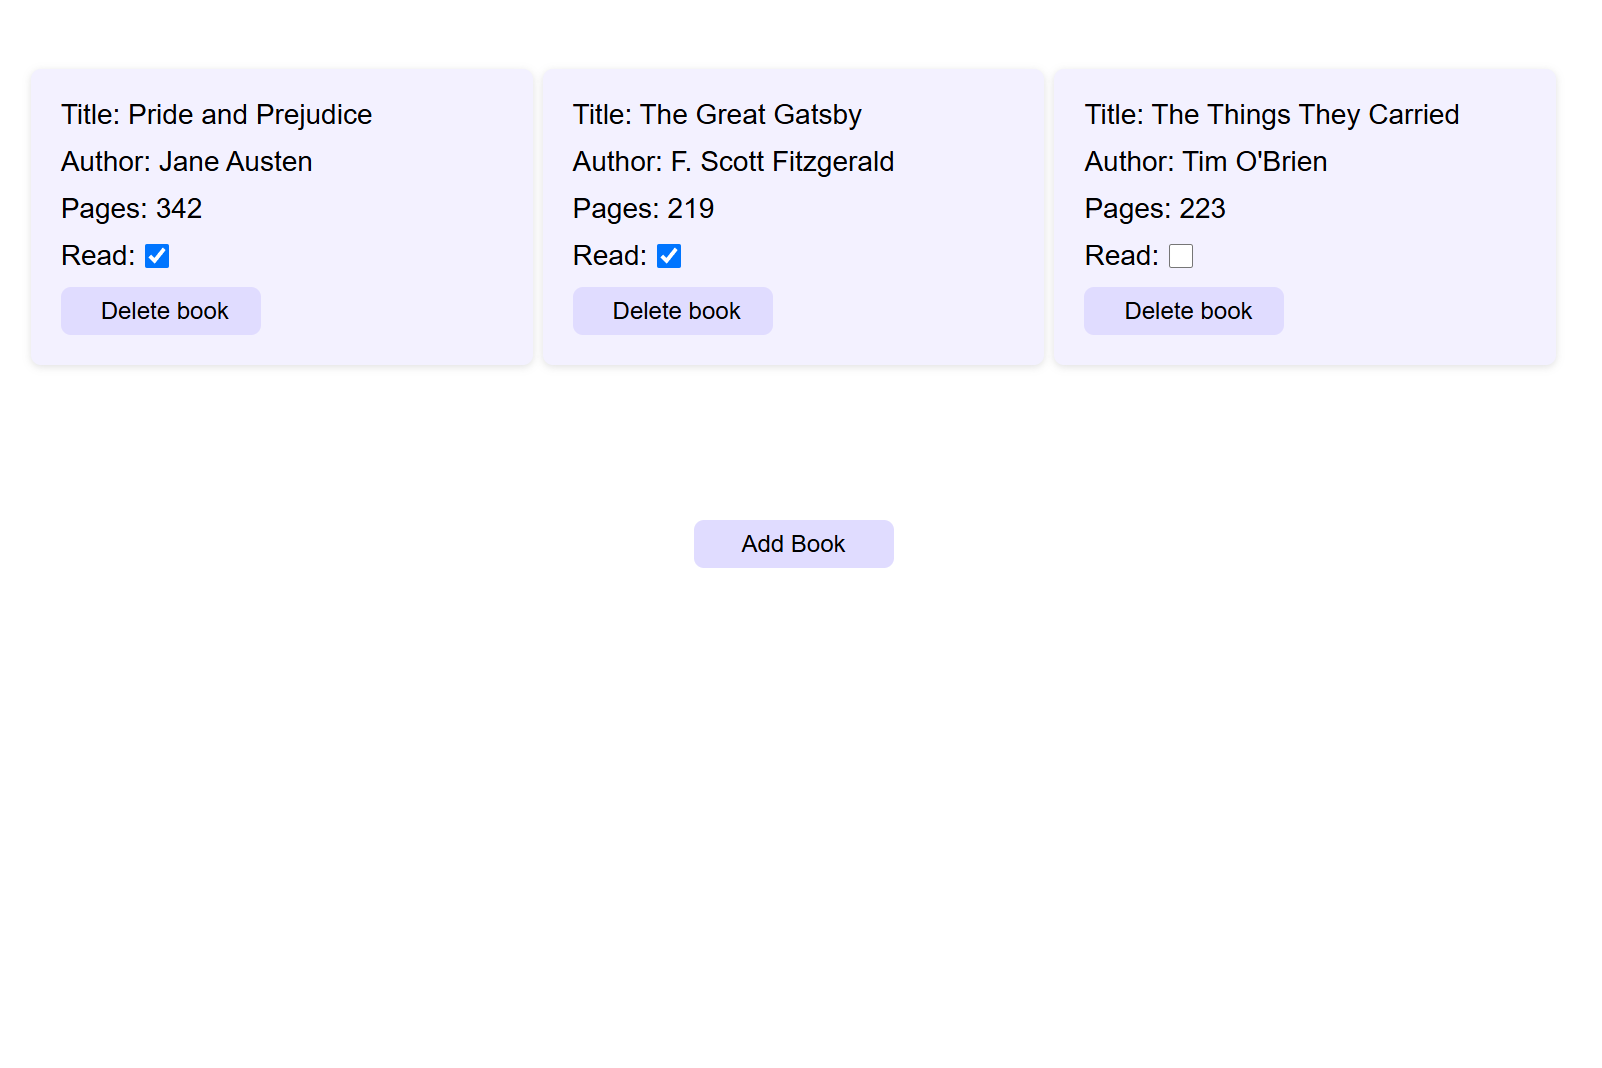 Title: Pride and Prejudice
Author: Jane Austen
Pages: 342
Read:
Delete book
Title: The Great Gatsby
Author: F. Scott Fitzgerald
Pages: 219
Read:
Delete book
Title: The Things They Carried
Author: Tim O'Brien
Pages: 223
Read:
Delete book
Add Book